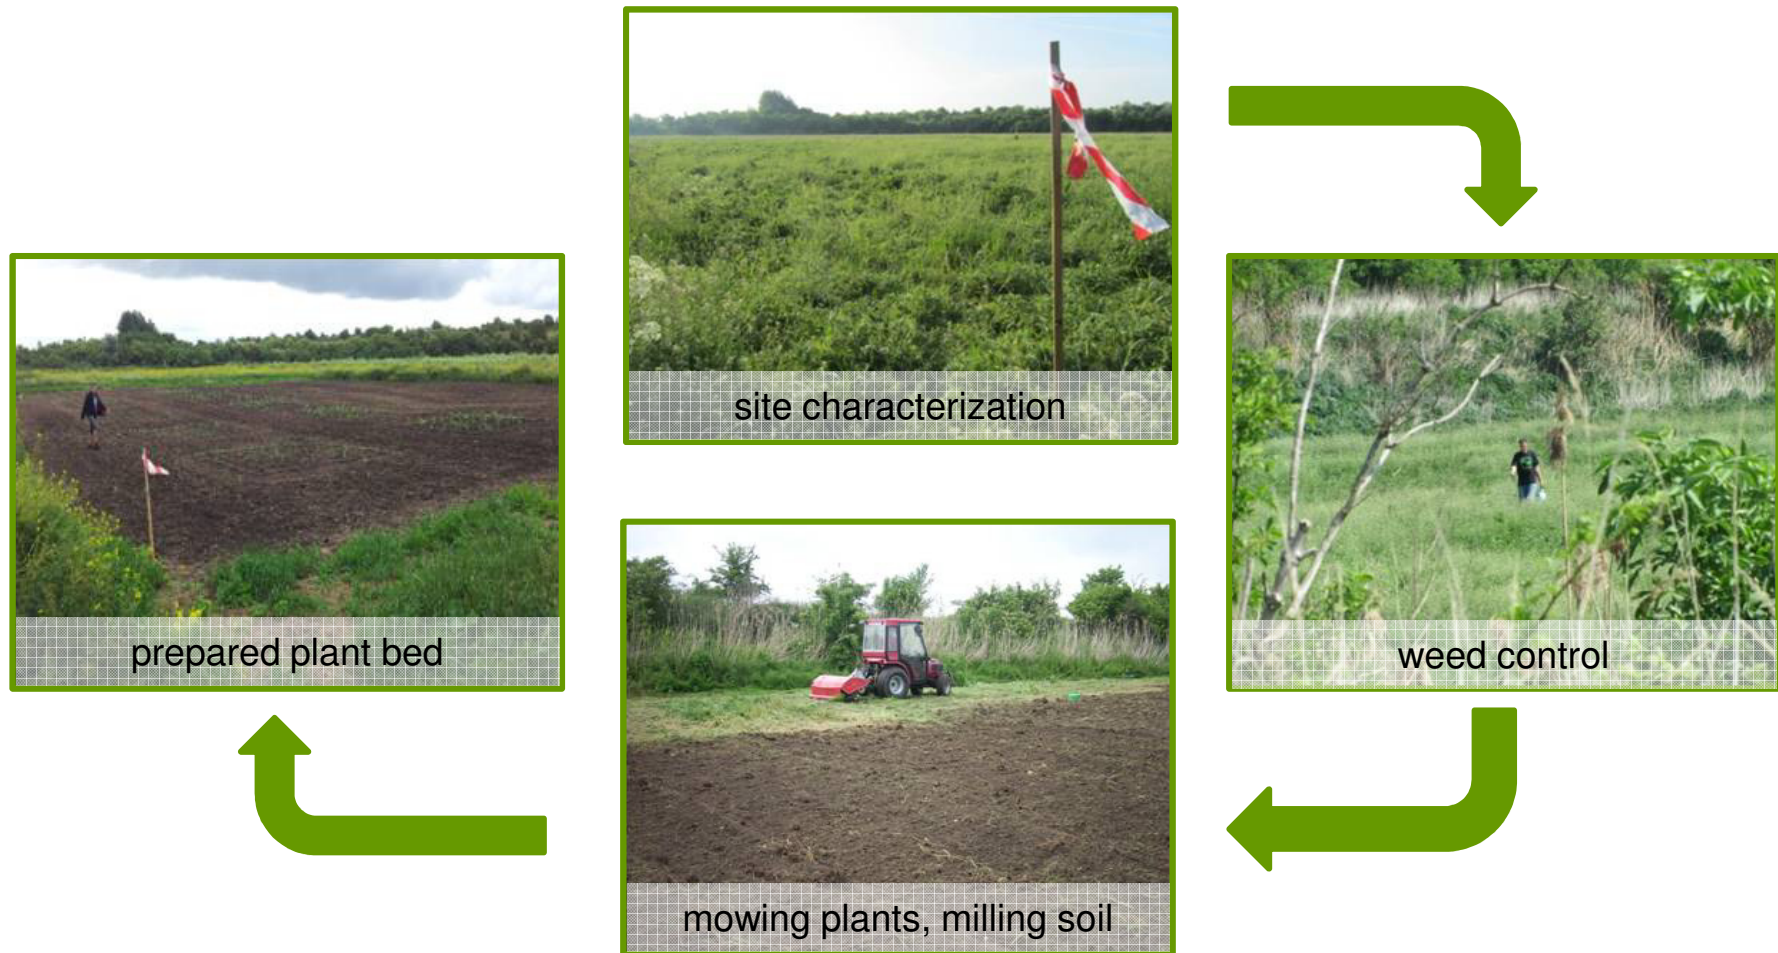 site characterization
weed control
mowing plants, milling soil
prepared plant bed